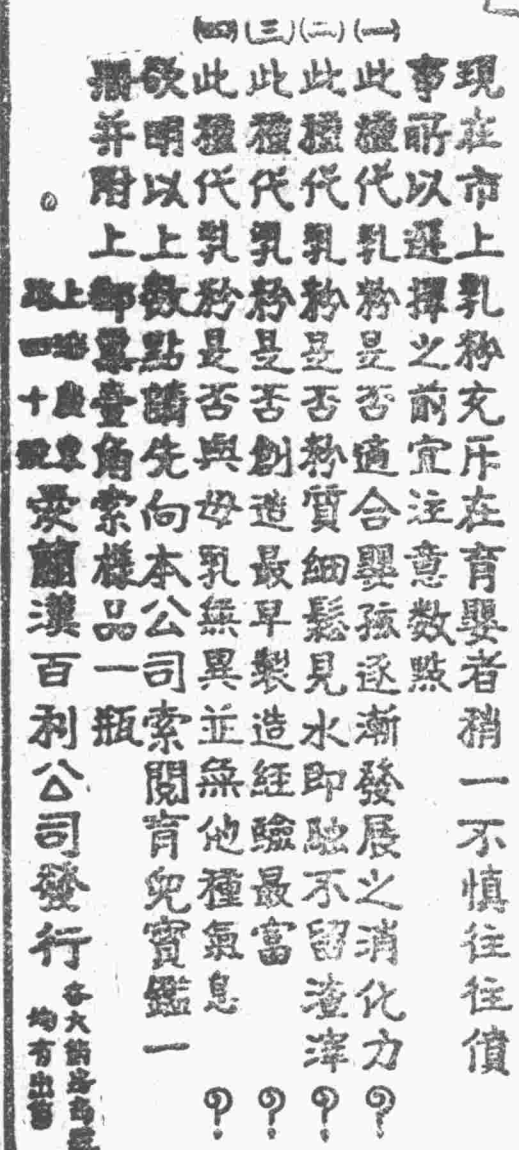 現在市上乳粉充斥在育嬰者稍一不慎往往僨
事所以選擇之前宜注意數點
(一)此種代乳粉是否適合嬰孩逐漸發展之消化力?
(二)此種代乳粉是否粉質細鬆見水即融不留渣滓?
(三)此種代乳粉是否創造最早製造經驗最富?
(四)此種代乳粉是否與母乳無異並無他種氣息?
欲明以上數點請先向本公司索閱育兒寶鑑一
冊并附上郵票壹角索樣品一瓶
上海廣東
路四十號
英蘭漢百利公司發行
各大藥房均
均有出售